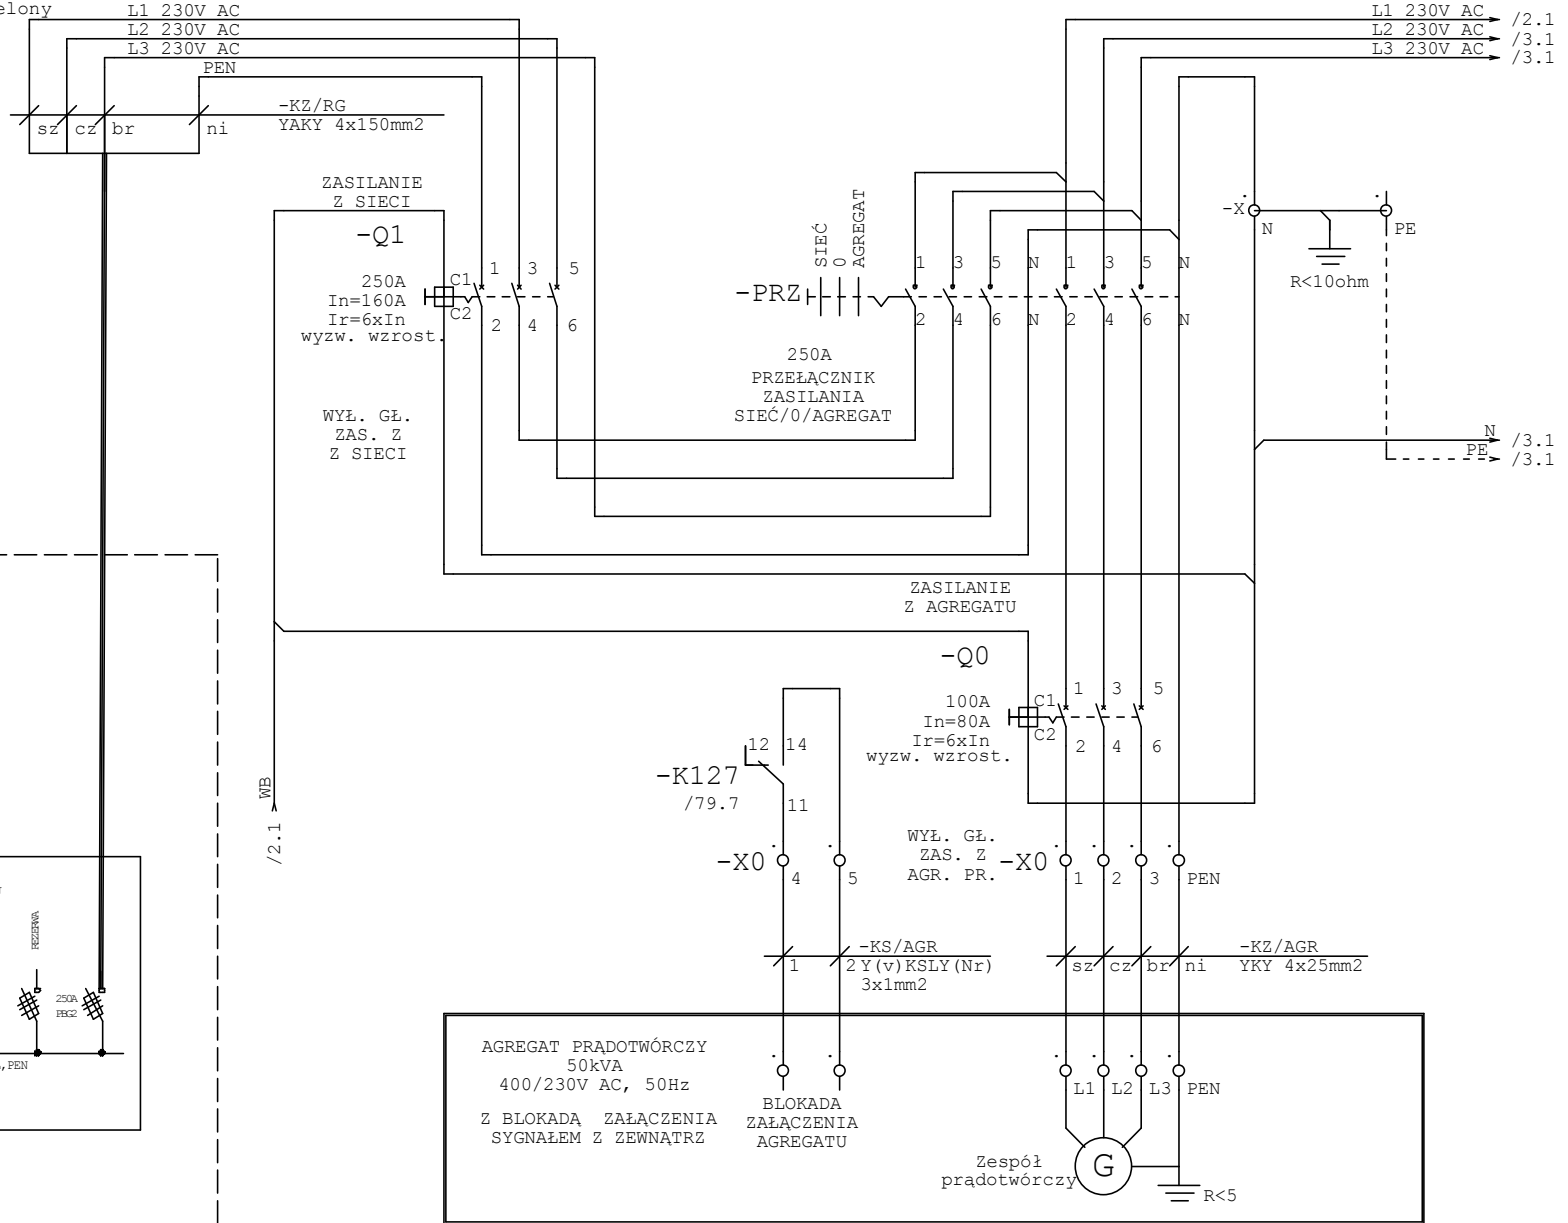 elony
L1 230V AC
L2 230V AC
L3 230V AC
PEN
-KZ/RG
YAKY 4x150mm2
sz cz br ni
L1 230V AC /2.1
L2 230V AC /3.1
L3 230V AC /3.1
ZASILANIE
Z SIECI
-Q1
250A
In=160A
Ir=6xIn
wyzw. wzrost.
C1
C2
1 3 5
2 4 6
WYŁ. GŁ.
ZAS. Z
Z SIECI
SIEĆ
0
AGREGAT
-PRZ
1 3 5 N 1 3 5 N
2 4 6 N 2 4 6 N
250A
PRZEŁĄCZNIK
ZASILANIA
SIEĆ/0/AGREGAT
-X
N
PE
R<10ohm
N /3.1
PE /3.1
ZASILANIE
Z AGREGATU
-Q0
100A
In=80A
Ir=6xIn
wyzw. wzrost.
C1
C2
1 3 5
2 4 6
12 14
-K127
/79.7
11
WB
/2.1
-X0
4 5
WYŁ. GŁ.
ZAS. Z
AGR. PR.
-X0
1 2 3 PEN
-KS/AGR
1 2 Y(v)KSLY(Nr)
3x1mm2
-KZ/AGR
sz cz br ni YKY 4x25mm2
REZERWA
250A
PBG2
,PEN
AGREGAT PRĄDOTWÓRCZY
50kVA
400/230V AC, 50Hz
Z BLOKADĄ ZAŁĄCZENIA
SYGNAŁEM Z ZEWNĄTRZ
BLOKADA
ZAŁĄCZENIA
AGREGATU
L1 L2 L3 PEN
Zespół
prądotwórczy
G
R<5